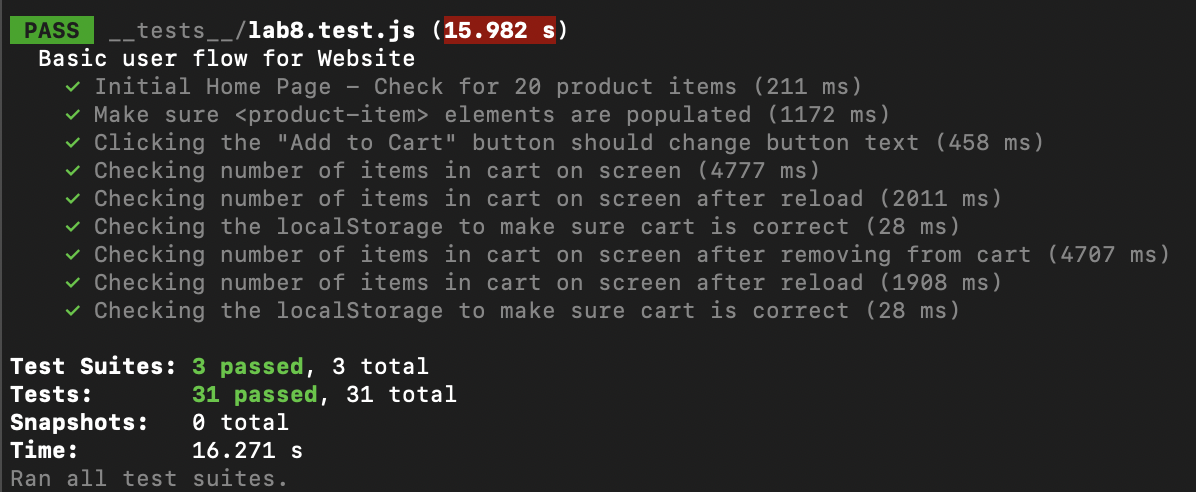 PASS __tests__/lab8.test.js (15.982 s)
Basic user flow for Website
✓ Initial Home Page – Check for 20 product items (211 ms)
✓ Make sure <product-item> elements are populated (1172 ms)
✓ Clicking the "Add to Cart" button should change button text (458 ms)
✓ Checking number of items in cart on screen (4777 ms)
✓ Checking number of items in cart on screen after reload (2011 ms)
✓ Checking the localStorage to make sure cart is correct (28 ms)
✓ Checking number of items in cart on screen after removing from cart (4707 ms)
✓ Checking number of items in cart on screen after reload (1908 ms)
✓ Checking the localStorage to make sure cart is correct (28 ms)
Test Suites: 3 passed, 3 total
Tests: 31 passed, 31 total
Snapshots: 0 total
Time: 16.271 s
Ran all test suites.